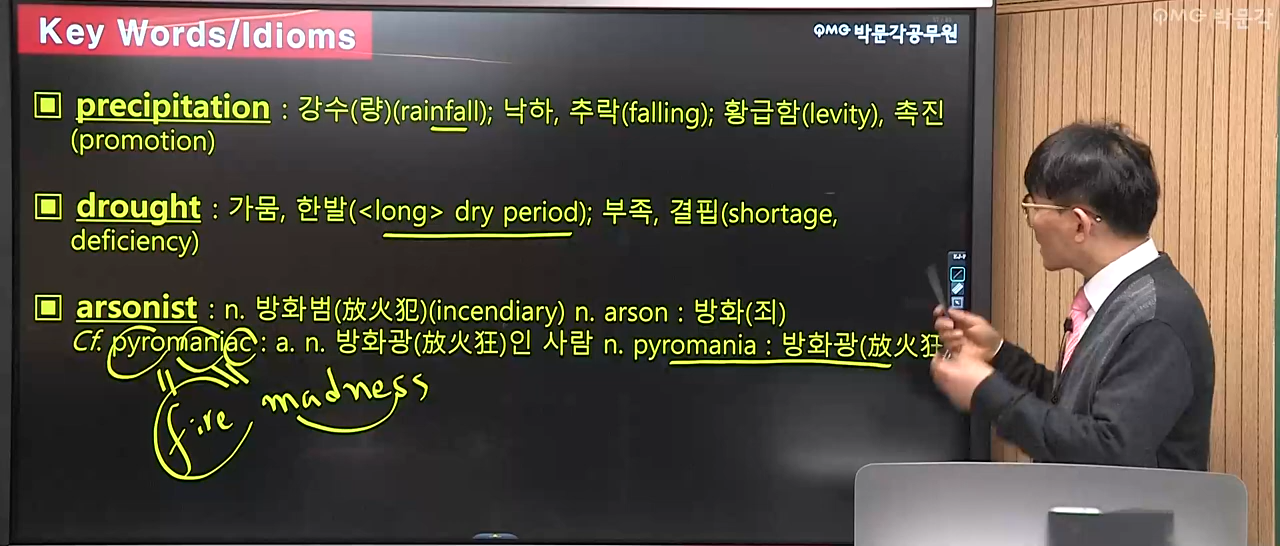 Key Words/Idioms
PMG 박문각공무원
PMG 박문각
▣ precipitation : 강수(량)(rainfall); 낙하, 추락(falling); 황급함(levity), 촉진
(promotion)
▣ drought : 가뭄, 한발(<long> dry period); 부족, 결핍(shortage,
deficiency)
▣ arsonist : n. 방화범(放火犯)(incendiary) n. arson : 방화(죄)
Cf. pyromaniac : a. n. 방화광(放火狂)인 사람 n. pyromania : 방화광(放火狂
fire madness